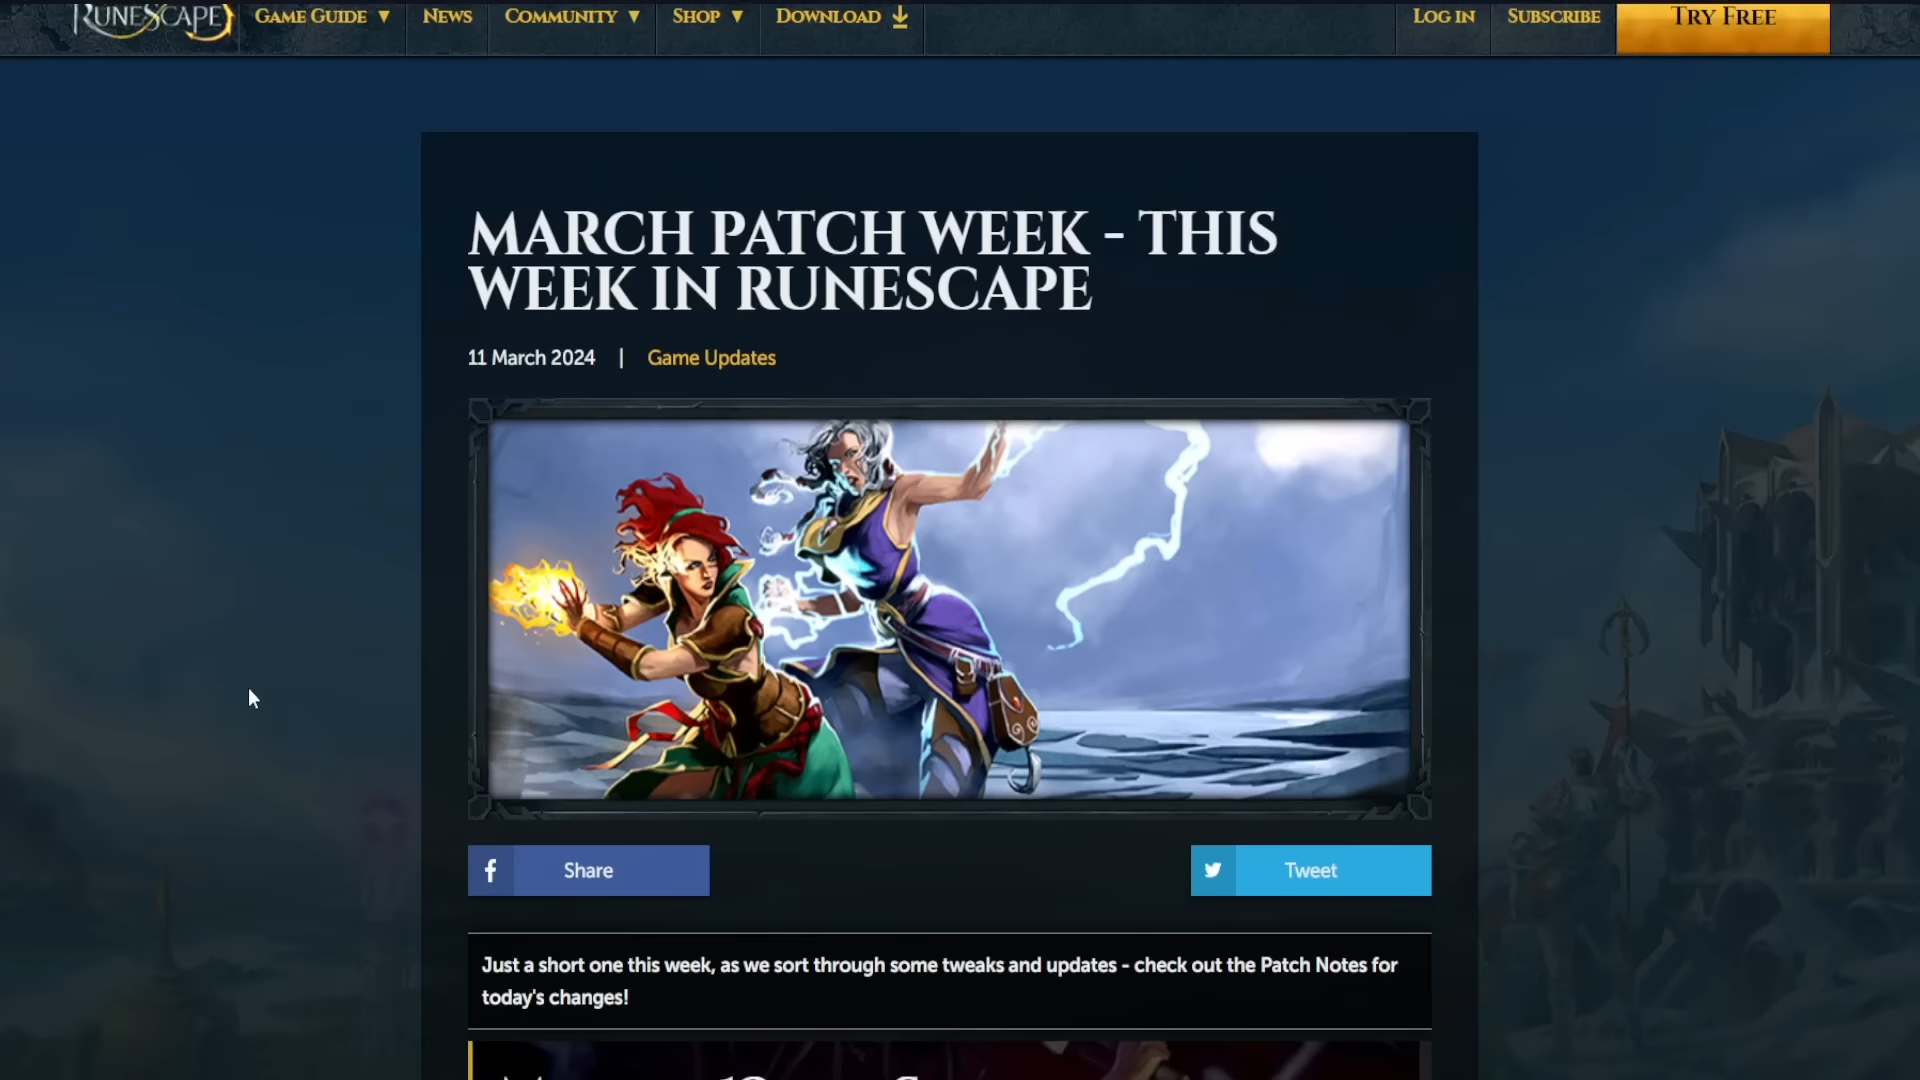 RUNESCAPE
GAME GUIDE ▼
NEWS
COMMUNITY ▼
SHOP ▼
DOWNLOAD
LOG IN
SUBSCRIBE
TRY FREE
MARCH PATCH WEEK - THIS
WEEK IN RUNESCAPE
11 March 2024 | Game Updates
Share
Tweet
Just a short one this week, as we sort through some tweaks and updates - check out the Patch Notes for
today's changes!